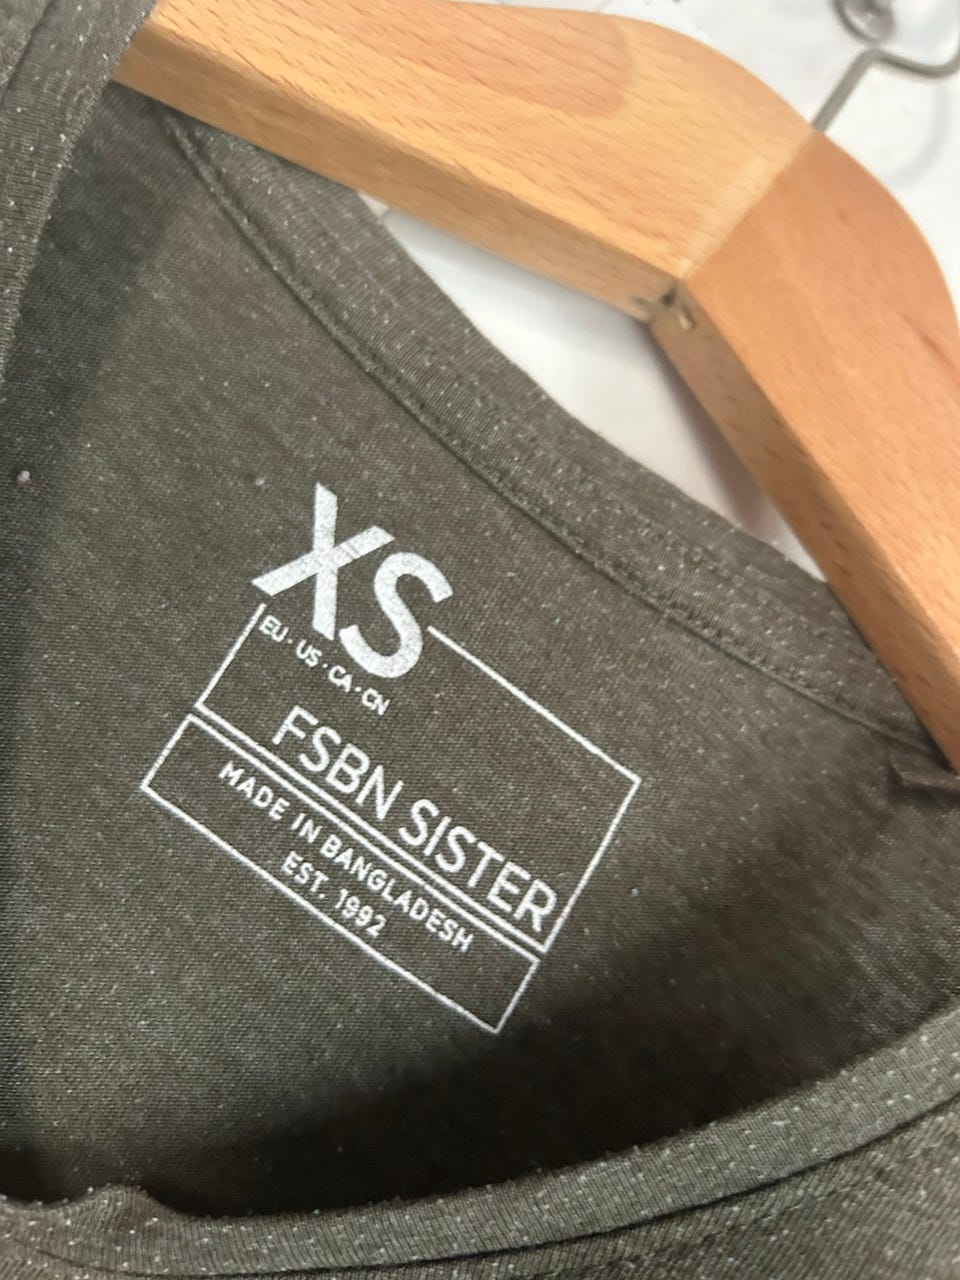 XS
EU · US · CA · CN
FSBN SISTER
MADE IN BANGLADESH
EST. 1992